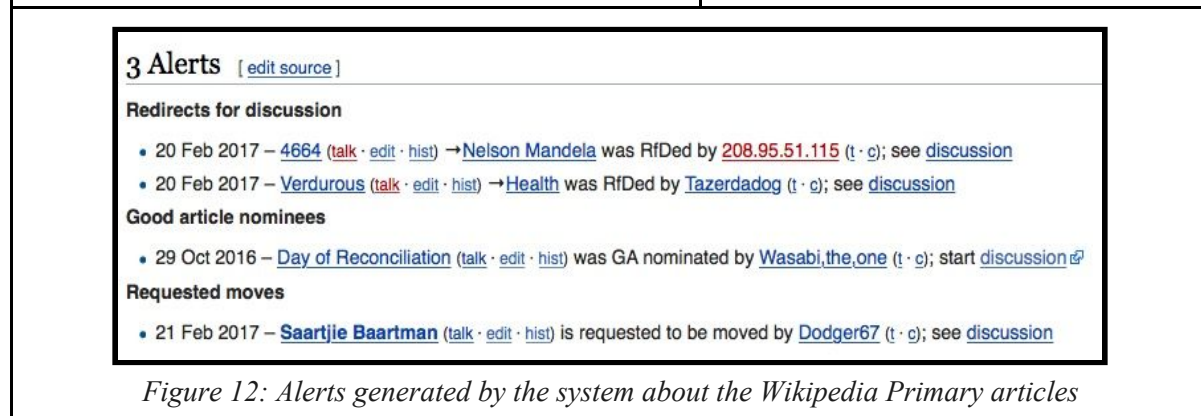 3 Alerts [ edit source ]
Redirects for discussion
• 20 Feb 2017 – 4664 (talk · edit · hist) →Nelson Mandela was RfDed by 208.95.51.115 (t · c); see discussion
• 20 Feb 2017 – Verdurous (talk · edit · hist) →Health was RfDed by Tazerdadog (t · c); see discussion
Good article nominees
• 29 Oct 2016 – Day of Reconciliation (talk · edit · hist) was GA nominated by Wasabi,the,one (t · c); start discussion
Requested moves
• 21 Feb 2017 – Saartjie Baartman (talk · edit · hist) is requested to be moved by Dodger67 (t · c); see discussion
Figure 12: Alerts generated by the system about the Wikipedia Primary articles